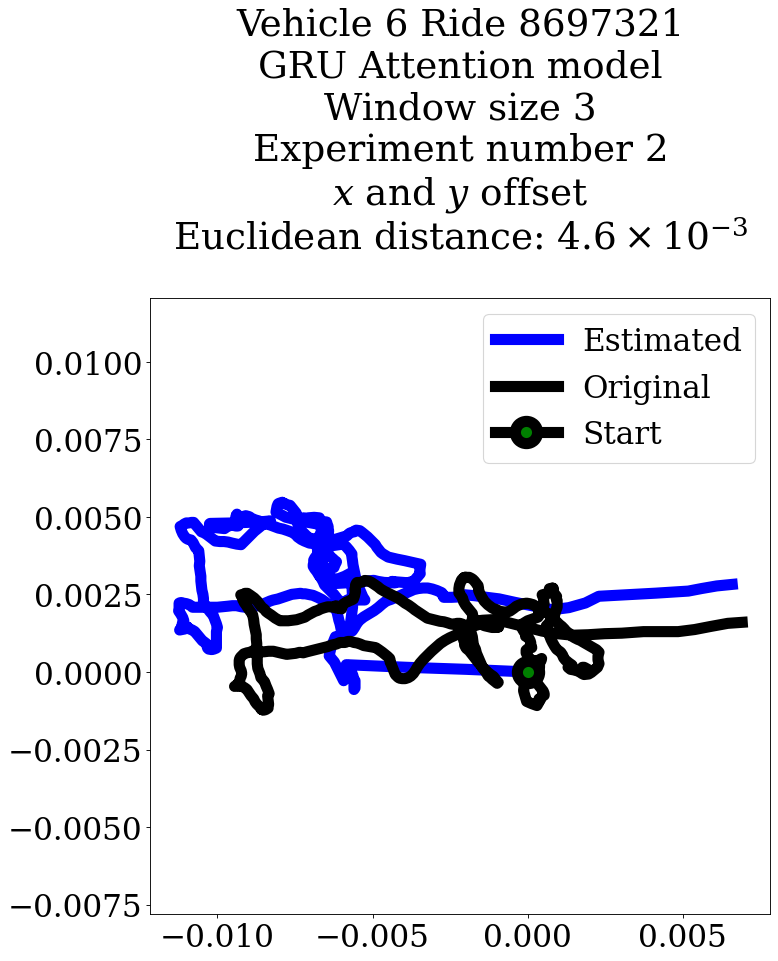 Vehicle 6 Ride 8697321
GRU Attention model
Window size 3
Experiment number 2
x and y offset
Euclidean distance: 4.6 × 10⁻³
Estimated
Original
Start
0.0100
0.0075
0.0050
0.0025
0.0000
−0.0025
−0.0050
−0.0075
−0.010 −0.005 0.000 0.005